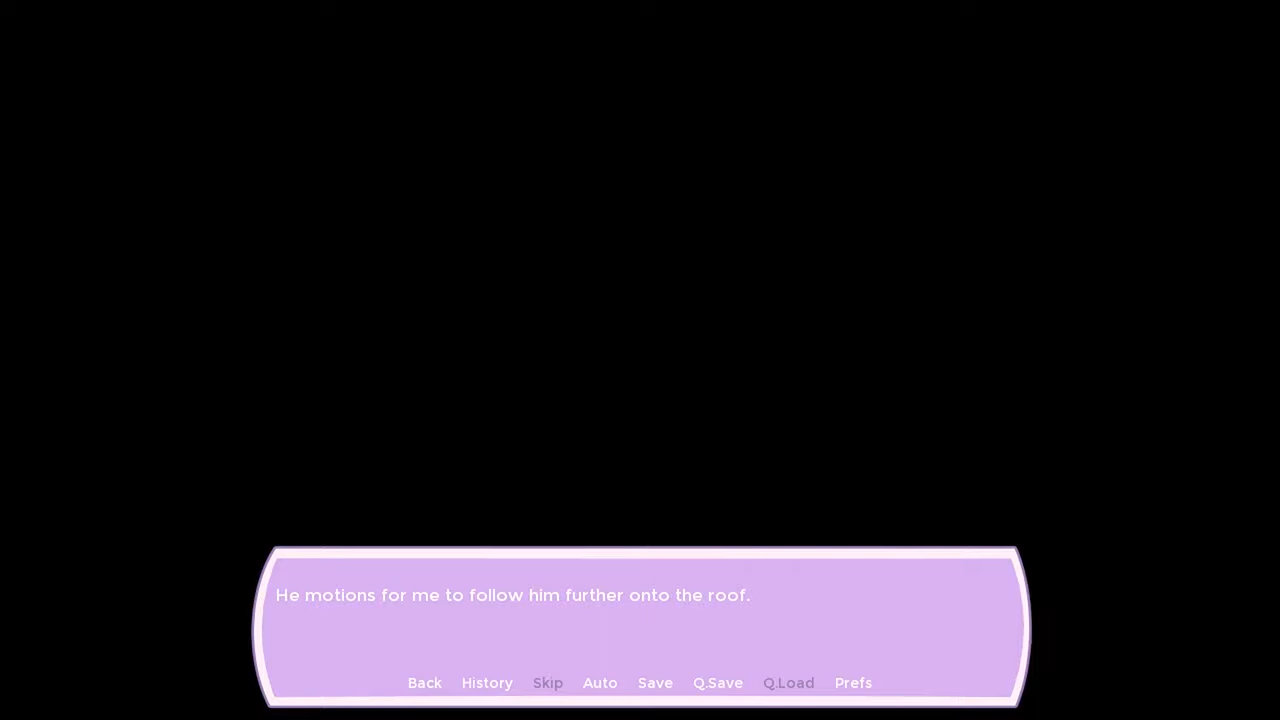 He motions for me to follow him further onto the roof.
Back History Skip Auto Save Q.Save Q.Load Prefs